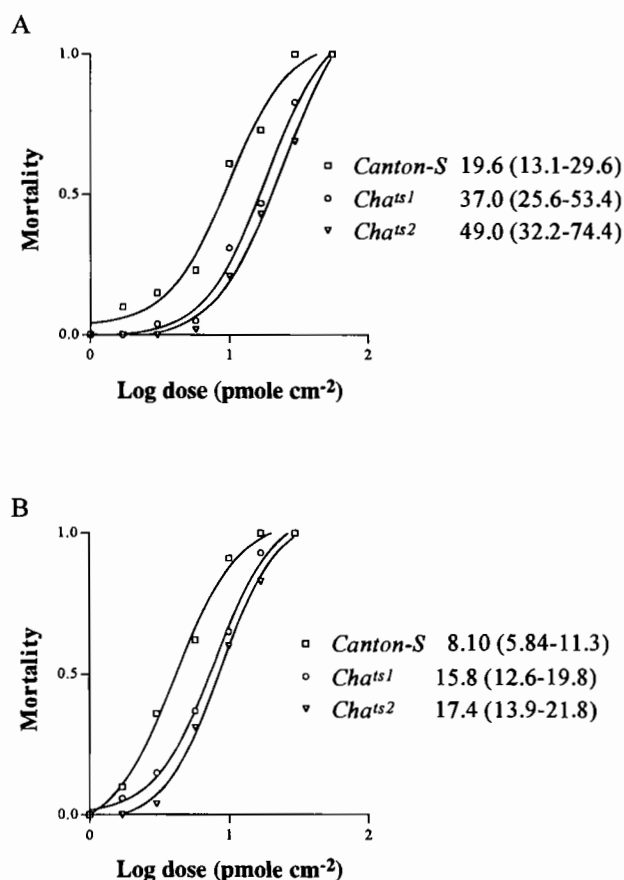 A
1.0
Mortality
0.5
0.0
0 1 2
Log dose (pmole cm-2)
Canton-S 19.6 (13.1-29.6)
Chats1 37.0 (25.6-53.4)
Chats2 49.0 (32.2-74.4)
B
1.0
Mortality
0.5
0.0
0 1 2
Log dose (pmole cm-2)
Canton-S 8.10 (5.84-11.3)
Chats1 15.8 (12.6-19.8)
Chats2 17.4 (13.9-21.8)